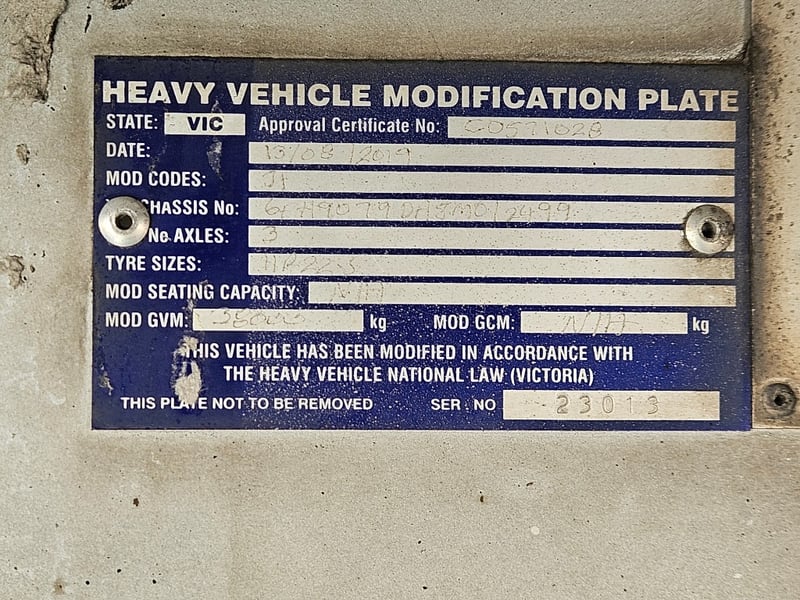 HEAVY VEHICLE MODIFICATION PLATE
STATE: VIC Approval Certificate No:
DATE: 13/08/2019
MOD CODES: J1
CHASSIS No:
No AXLES: 3
TYRE SIZES:
MOD SEATING CAPACITY: N/A
MOD GVM: kg MOD GCM: N/A kg
THIS VEHICLE HAS BEEN MODIFIED IN ACCORDANCE WITH
THE HEAVY VEHICLE NATIONAL LAW (VICTORIA)
THIS PLATE NOT TO BE REMOVED SER . NO 23013